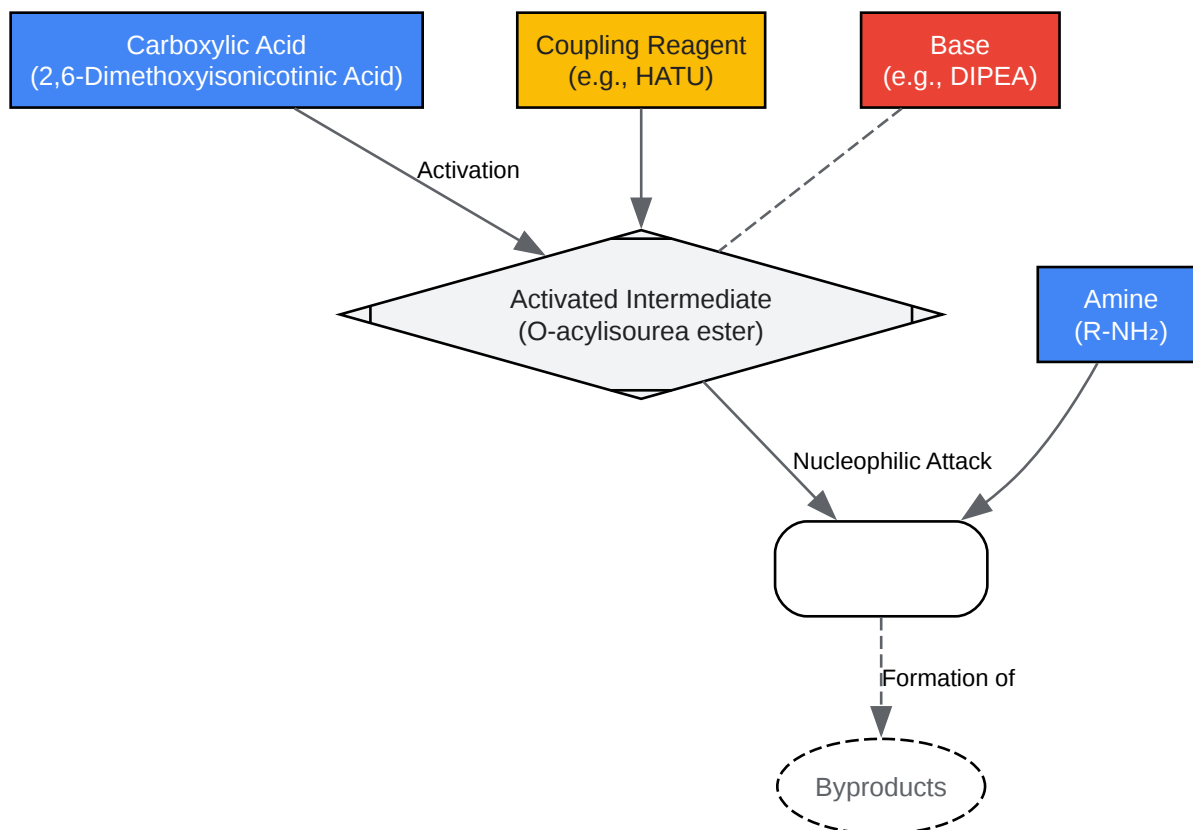 Carboxylic Acid
(2,6-Dimethoxyisonicotinic Acid)
Coupling Reagent
(e.g., HATU)
Base
(e.g., DIPEA)
Activation
Activated Intermediate
(O-acylisourea ester)
Amine
(R-NH₂)
Nucleophilic Attack
Formation of
Byproducts